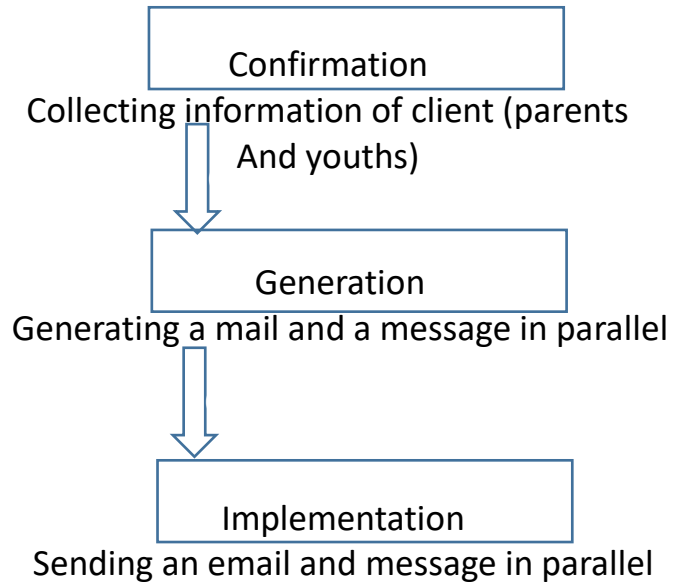 Confirmation
Collecting information of client (parents
And youths)
Generation
Generating a mail and a message in parallel
Implementation
Sending an email and message in parallel